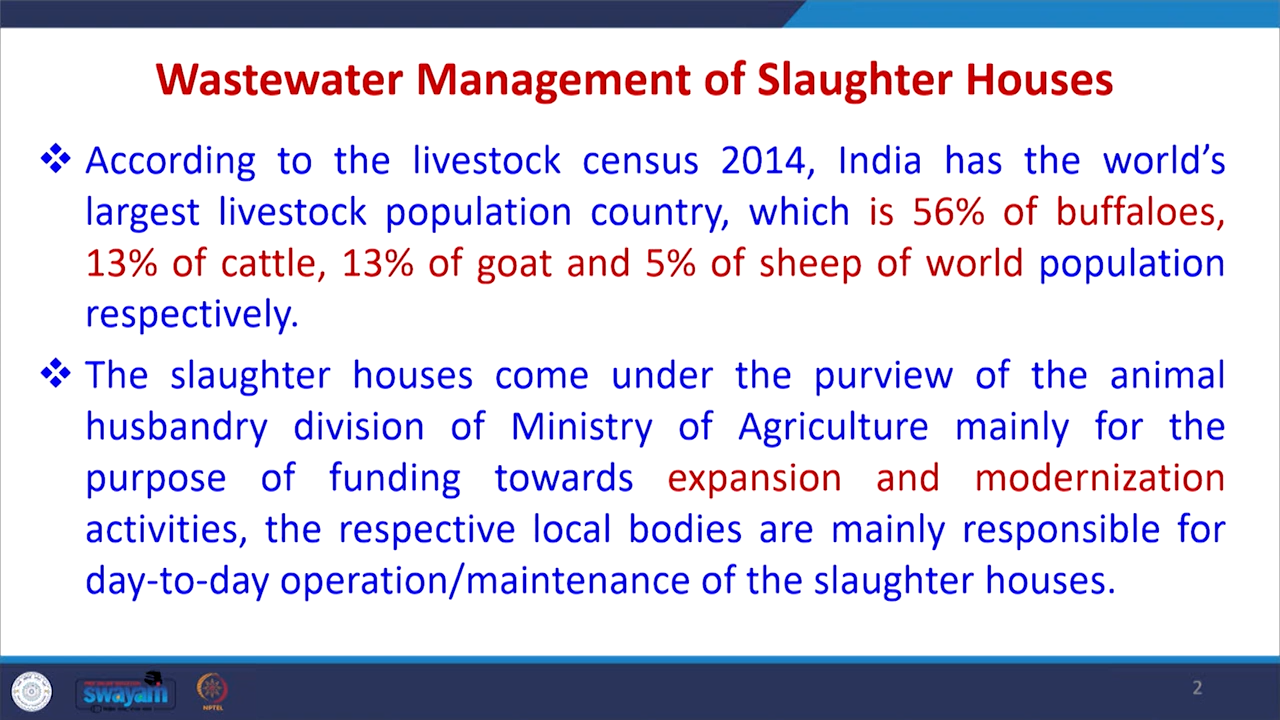 Wastewater Management of Slaughter Houses
❖ According to the livestock census 2014, India has the world’s
largest livestock population country, which is 56% of buffaloes,
13% of cattle, 13% of goat and 5% of sheep of world population
respectively.
❖ The slaughter houses come under the purview of the animal
husbandry division of Ministry of Agriculture mainly for the
purpose of funding towards expansion and modernization
activities, the respective local bodies are mainly responsible for
day-to-day operation/maintenance of the slaughter houses.
swayam
NPTEL
2